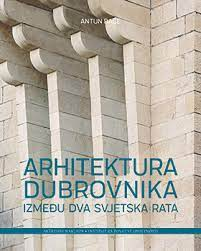 ANTUN BAĆE
ARHITEKTURA
DUBROVNIKA
IZMEĐU DVA SVJETSKA RATA